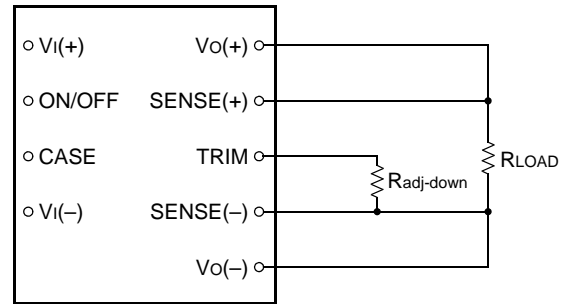 VI(+) VO(+)
ON/OFF SENSE(+)
CASE TRIM
VI(–) SENSE(–)
VO(–)
Radj-down
RLOAD